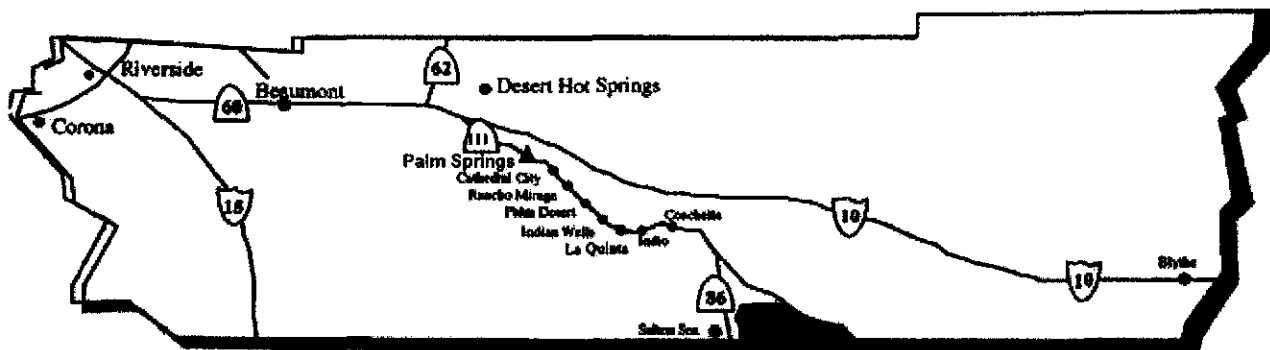 62
Riverside
Desert Hot Springs
Beaumont
60
Corona
111
Palm Springs
Cathedral City
Rancho Mirage
15
Palm Desert
Coachella
10
Indian Wells
Indio
La Quinta
Blythe
10
86
Salton Sea